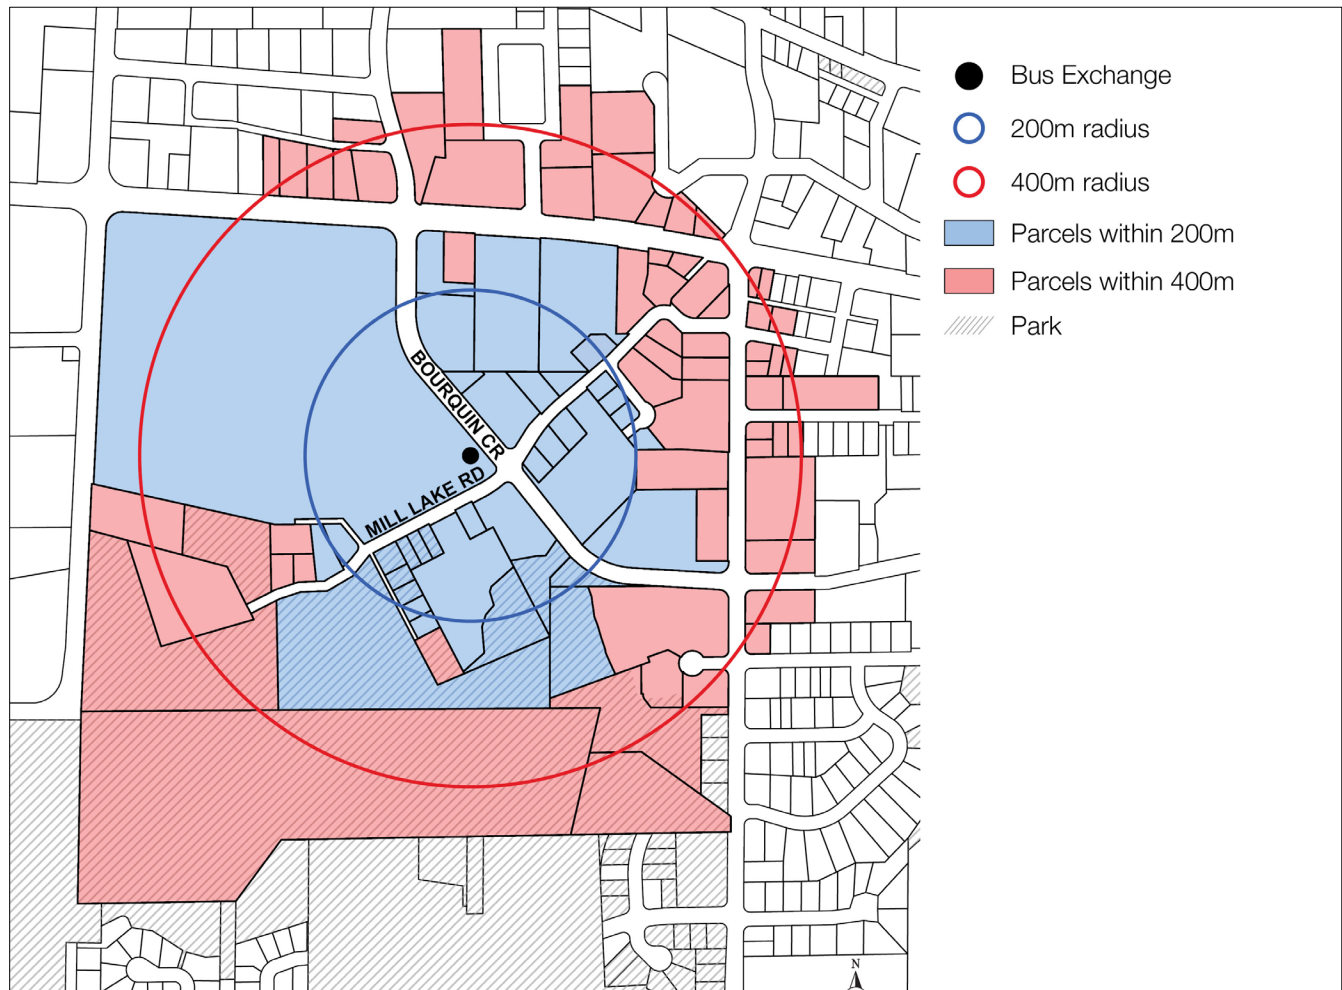 Bus Exchange
200m radius
400m radius
Parcels within 200m
Parcels within 400m
Park
BOURQUIN CR
MILL LAKE RD
N